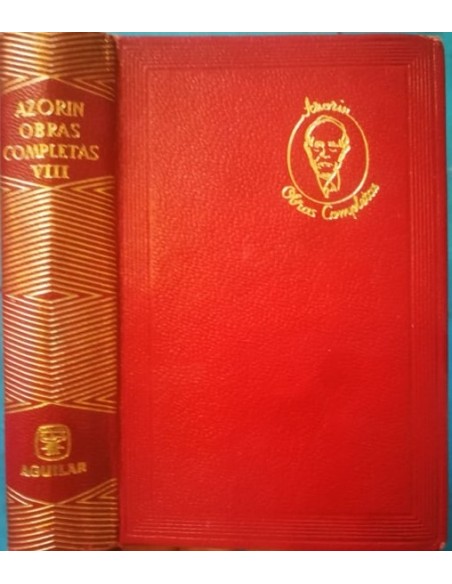 AZORIN
OBRAS
COMPLETAS
VIII
AGUILAR
Azorin
Obras Completas